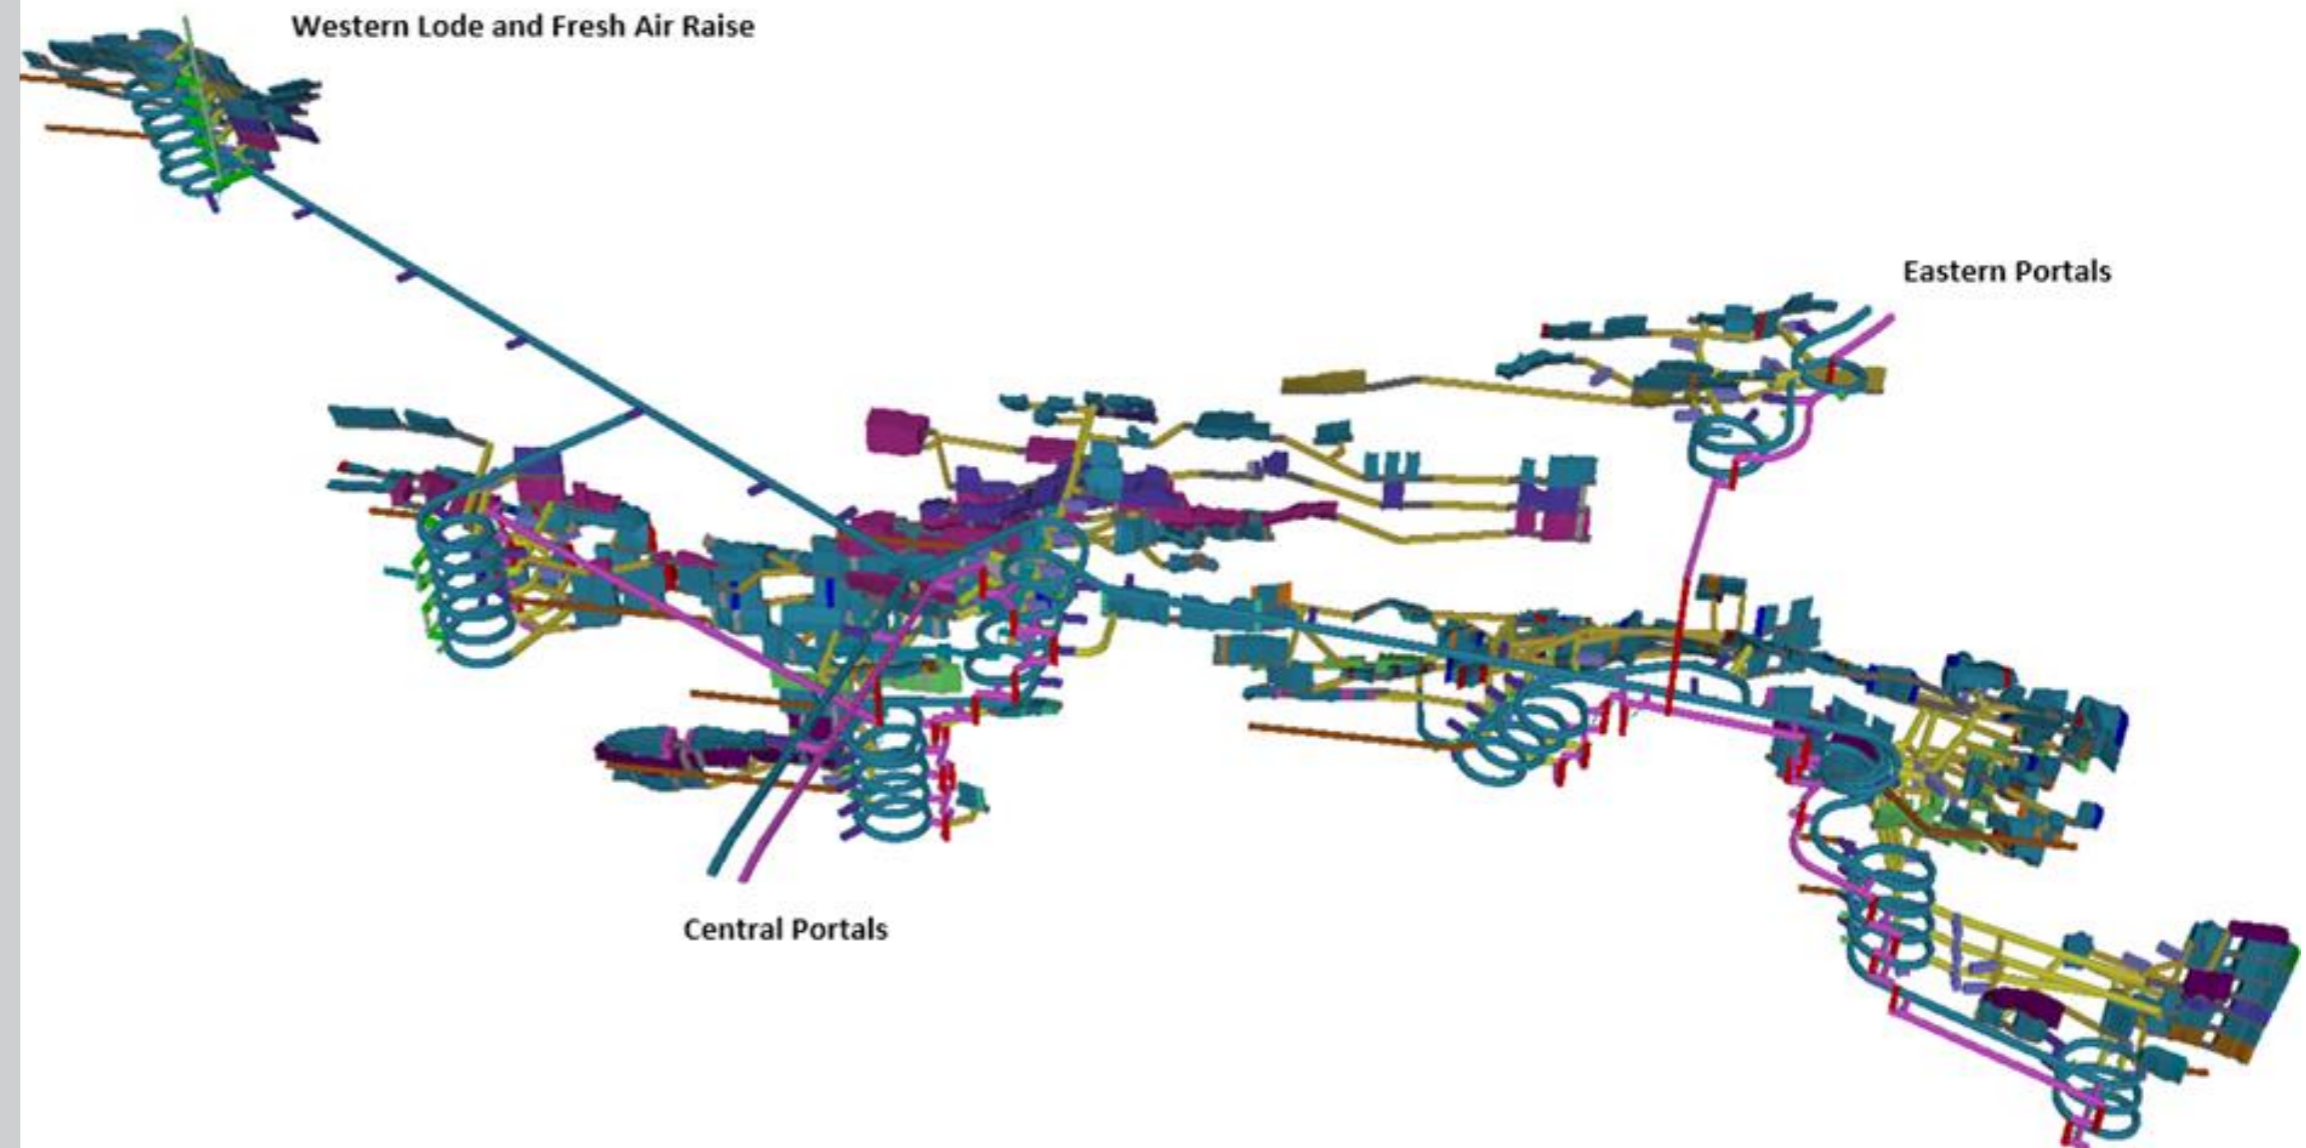 Western Lode and Fresh Air Raise
Eastern Portals
Central Portals